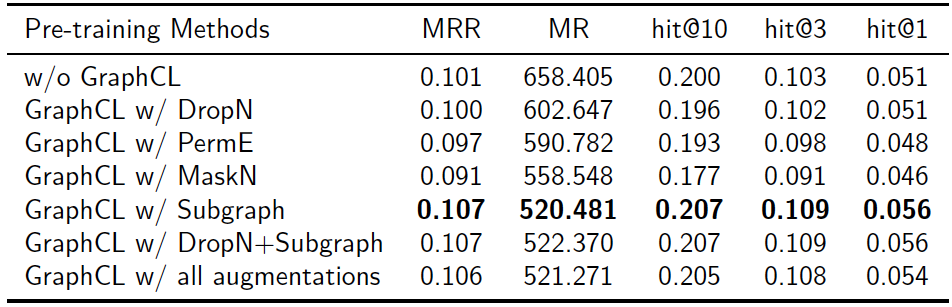 Pre-training Methods MRR MR hit@10 hit@3 hit@1
w/o GraphCL 0.101 658.405 0.200 0.103 0.051
GraphCL w/ DropN 0.100 602.647 0.196 0.102 0.051
GraphCL w/ PermE 0.097 590.782 0.193 0.098 0.048
GraphCL w/ MaskN 0.091 558.548 0.177 0.091 0.046
GraphCL w/ Subgraph 0.107 520.481 0.207 0.109 0.056
GraphCL w/ DropN+Subgraph 0.107 522.370 0.207 0.109 0.056
GraphCL w/ all augmentations 0.106 521.271 0.205 0.108 0.054